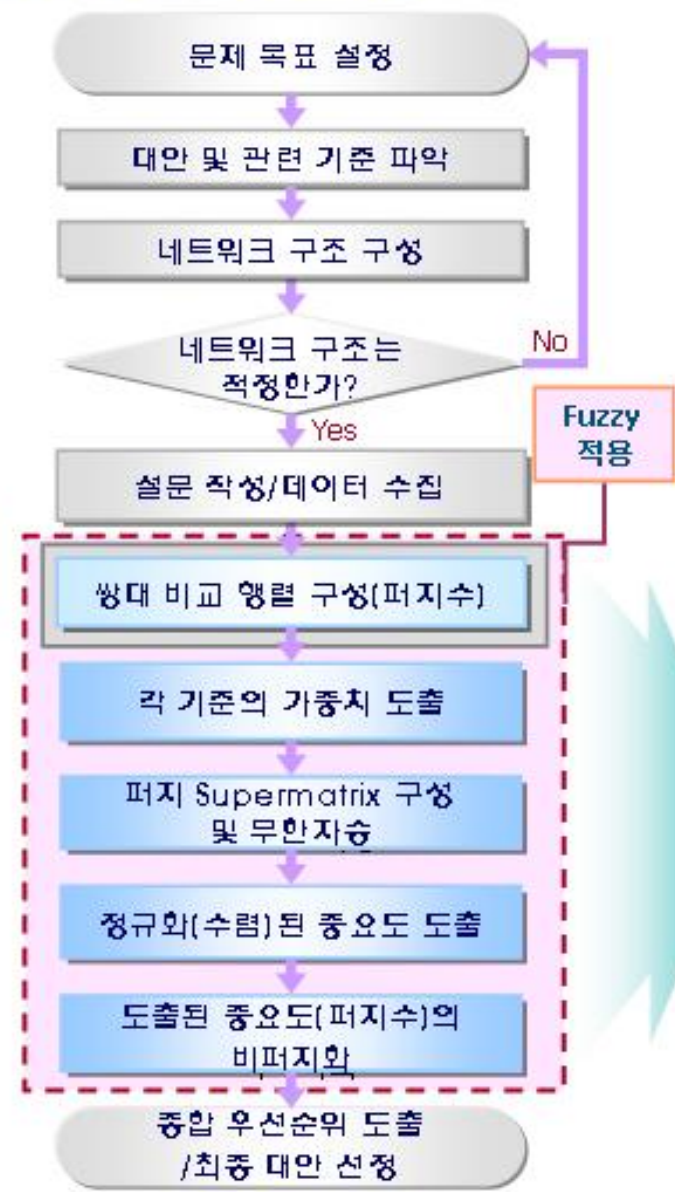 문제 목표 설정
대안 및 관련 기준 파악
네트워크 구조 구성
네트워크 구조는
적정한가?
No
Yes
Fuzzy
적용
설문 작성/데이터 수집
쌍대 비교 행렬 구성(퍼지수)
각 기준의 가중치 도출
퍼지 Supermatrix 구성
및 무한자승
정규화(수렴)된 중요도 도출
도출된 중요도(퍼지수)의
비퍼지화
종합 우선순위 도출
/최종 대안 선정